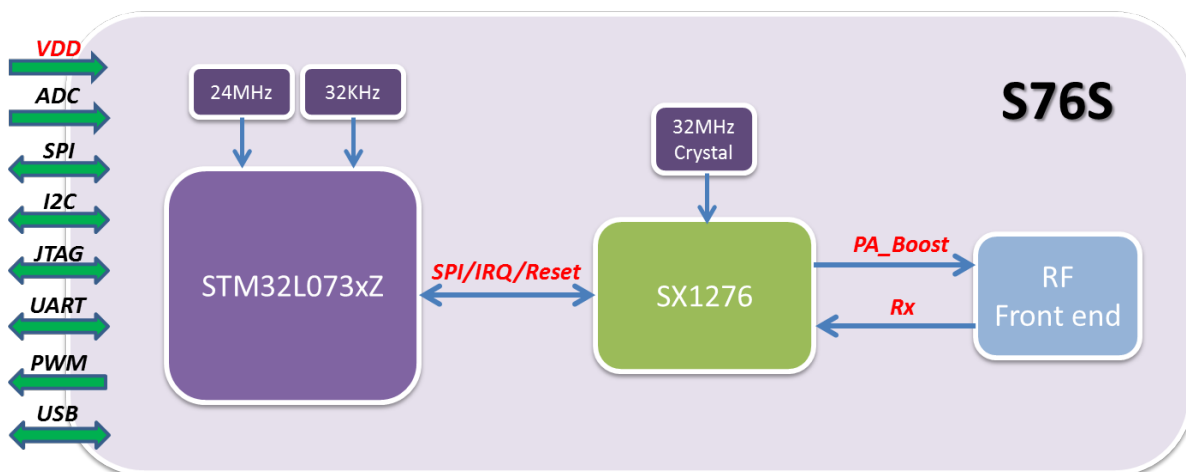 VDD
ADC
SPI
I2C
JTAG
UART
PWM
USB
24MHz
32KHz
STM32L073xZ
SPI/IRQ/Reset
32MHz
Crystal
SX1276
PA_Boost
Rx
RF
Front end
S76S